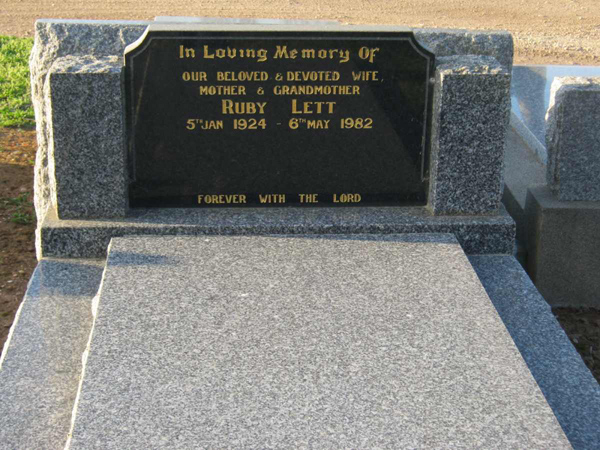 In Loving Memory Of
OUR BELOVED & DEVOTED WIFE,
MOTHER & GRANDMOTHER
RUBY LETT
5TH JAN 1924 - 6TH MAY 1982
FOREVER WITH THE LORD